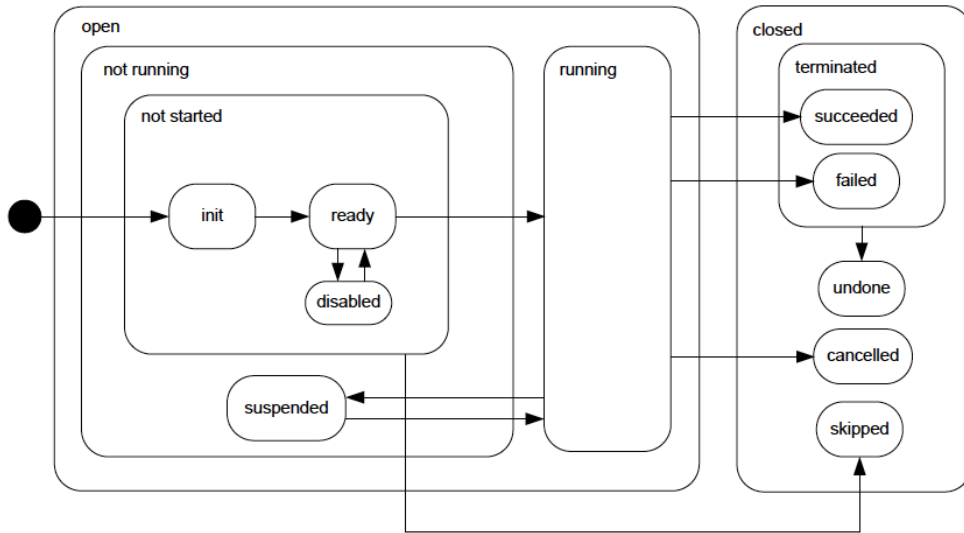 open
closed
not running
running
terminated
not started
succeeded
failed
init
ready
disabled
undone
cancelled
suspended
skipped